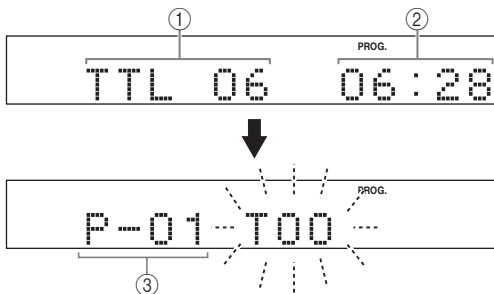 ① ②
PROG.
TTL 06 06:28
PROG.
P-01 T00
③